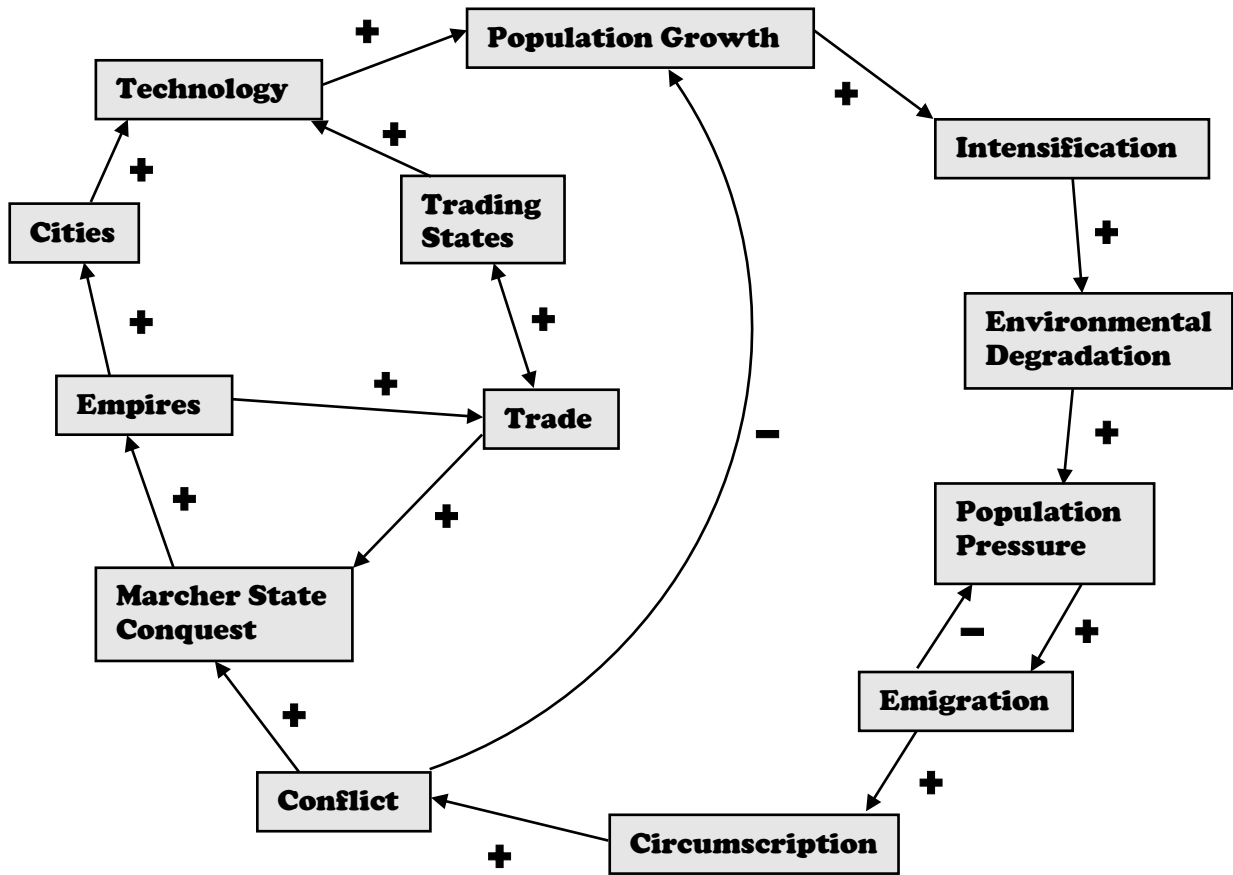 +
Population Growth
Technology
+
+
Intensification
+
Trading
States
Cities
+
Environmental
Degradation
+
+
Empires
+
Trade
+
−
Population
Pressure
+
+
Marcher State
Conquest
−
+
Emigration
+
Conflict
+
Circumscription
+